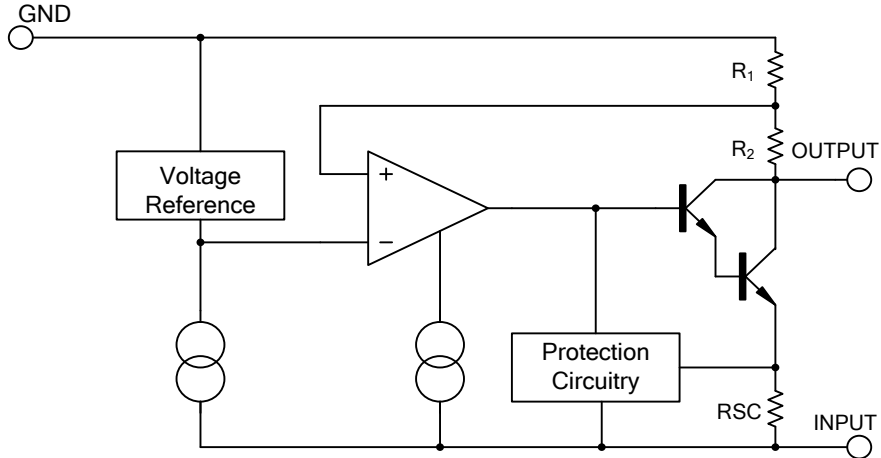 GND
R₁
R₂
OUTPUT
Voltage
Reference
+
−
Protection
Circuitry
RSC
INPUT